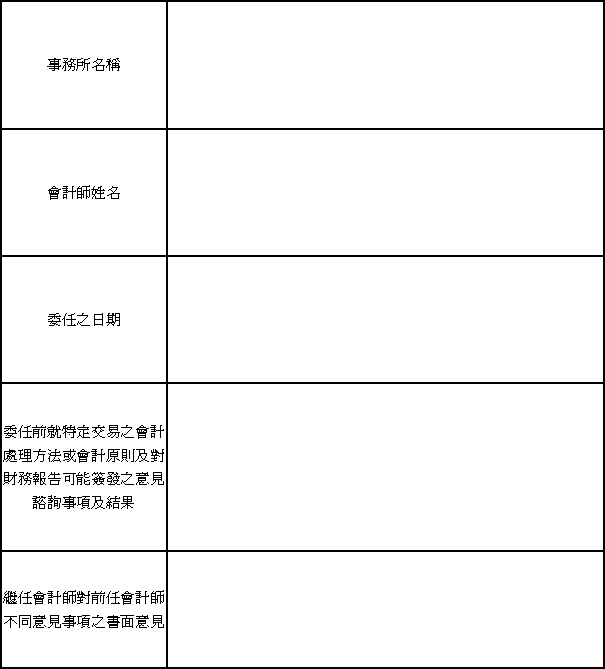 事務所名稱
會計師姓名
委任之日期
委任前就特定交易之會計
處理方法或會計原則及對
財務報告可能簽發之意見
諮詢事項及結果
繼任會計師對前任會計師
不同意見事項之書面意見